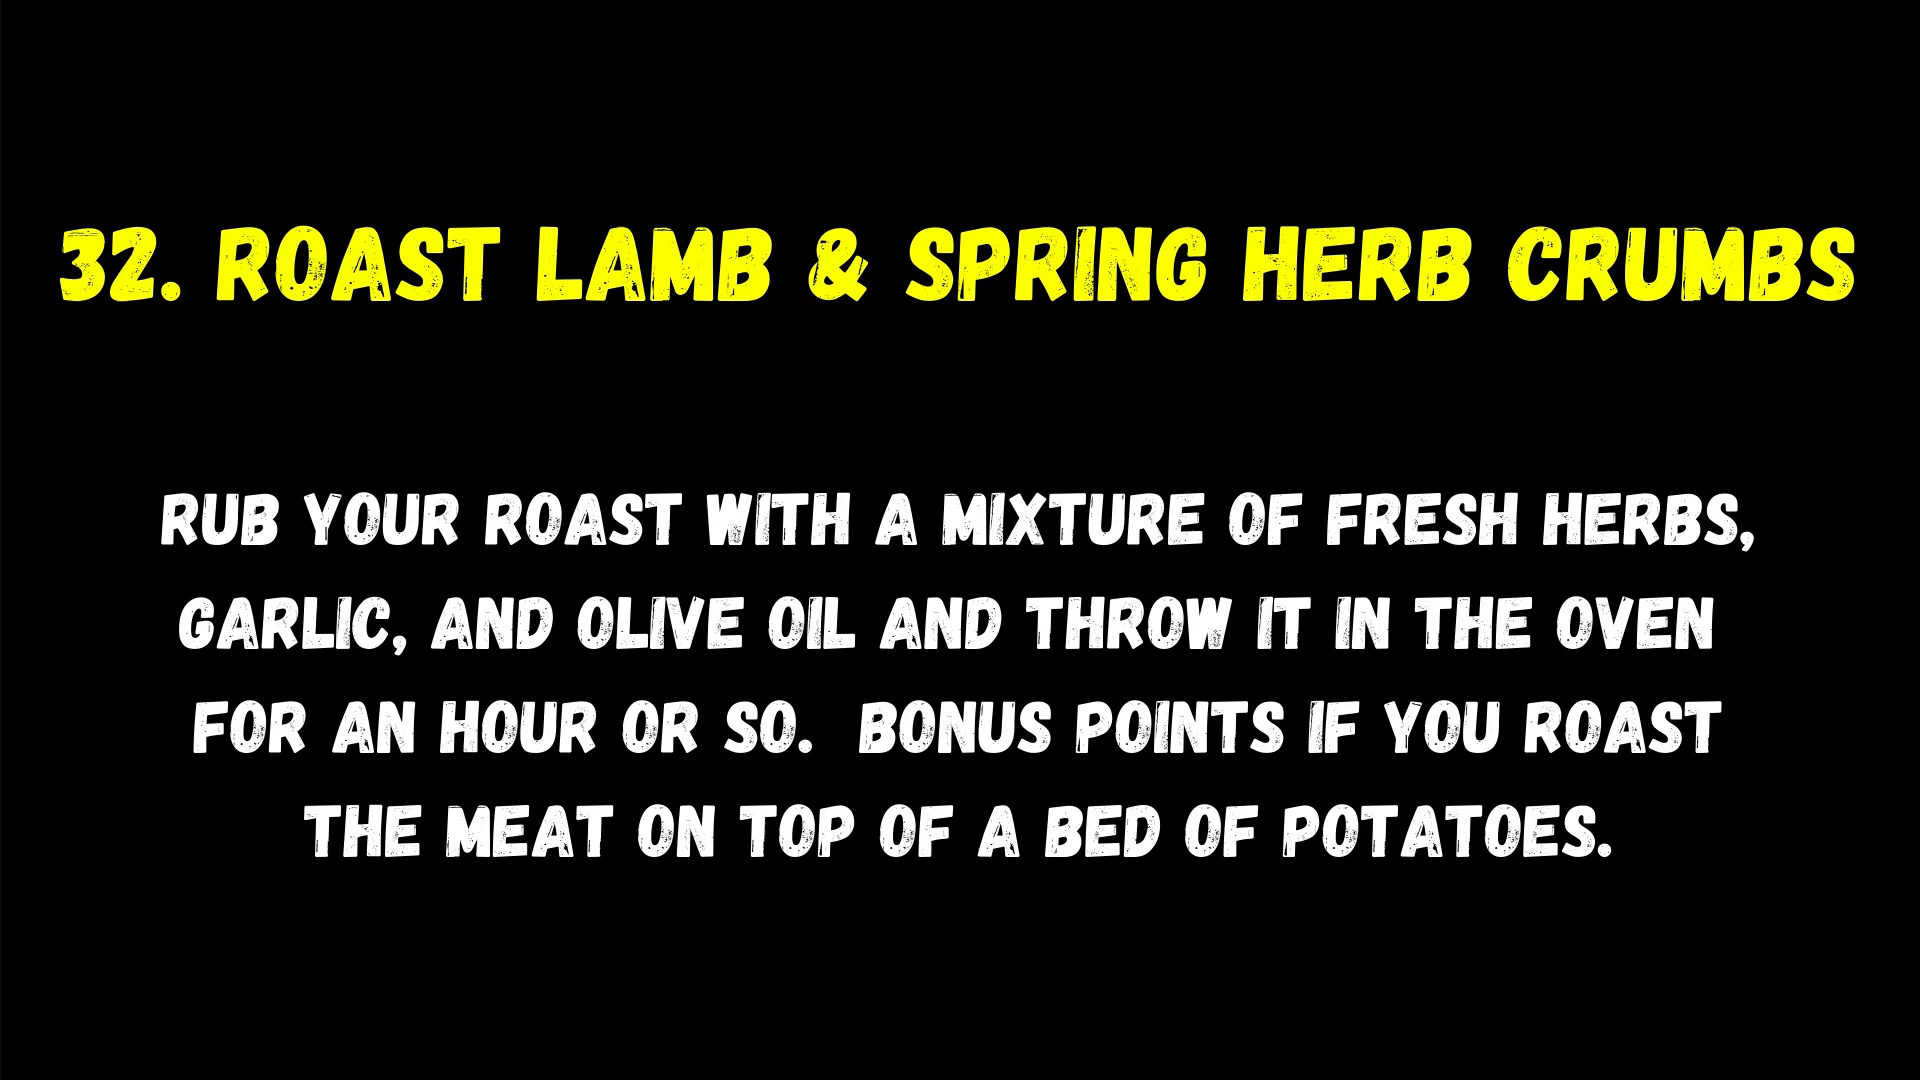 32. ROAST LAMB & SPRING HERB CRUMBS
RUB YOUR ROAST WITH A MIXTURE OF FRESH HERBS,
GARLIC, AND OLIVE OIL AND THROW IT IN THE OVEN
FOR AN HOUR OR SO.  BONUS POINTS IF YOU ROAST
THE MEAT ON TOP OF A BED OF POTATOES.